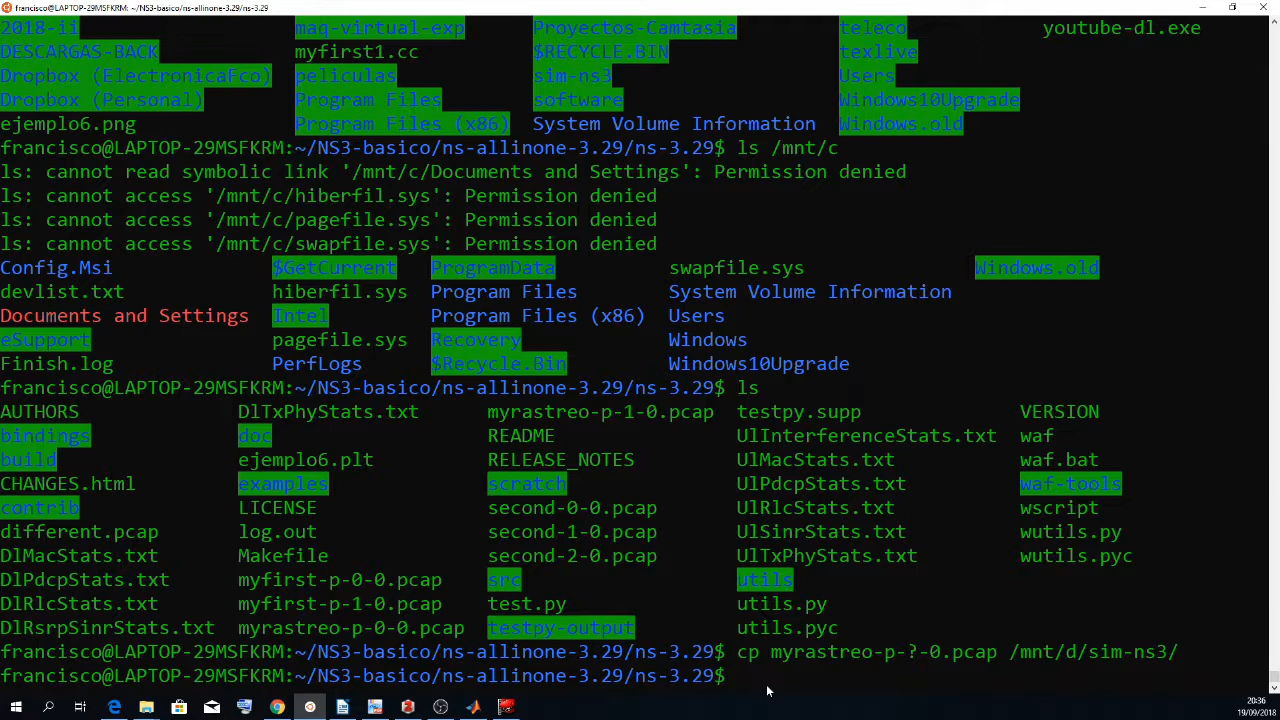 francisco@LAPTOP-29MSFKRM: ~/NS3-basico/ns-allinone-3.29/ns-3.29
2018-ii maq-virtual-exp Proyectos-Camtasia teleco youtube-dl.exe
DESCARGAS-BACK myfirst1.cc $RECYCLE.BIN texlive
Dropbox (ElectronicaFco) peliculas sim-ns3 Users
Dropbox (Personal) Program Files software Windows10Upgrade
ejemplo6.png Program Files (x86) System Volume Information Windows.old
francisco@LAPTOP-29MSFKRM:~/NS3-basico/ns-allinone-3.29/ns-3.29$ ls /mnt/c
ls: cannot read symbolic link '/mnt/c/Documents and Settings': Permission denied
ls: cannot access '/mnt/c/hiberfil.sys': Permission denied
ls: cannot access '/mnt/c/pagefile.sys': Permission denied
ls: cannot access '/mnt/c/swapfile.sys': Permission denied
Config.Msi $GetCurrent ProgramData swapfile.sys Windows.old
devlist.txt hiberfil.sys Program Files System Volume Information
Documents and Settings Intel Program Files (x86) Users
eSupport pagefile.sys Recovery Windows
Finish.log PerfLogs $Recycle.Bin Windows10Upgrade
francisco@LAPTOP-29MSFKRM:~/NS3-basico/ns-allinone-3.29/ns-3.29$ ls
AUTHORS DlTxPhyStats.txt myrastreo-p-1-0.pcap testpy.supp VERSION
bindings doc README UlInterferenceStats.txt waf
build ejemplo6.plt RELEASE_NOTES UlMacStats.txt waf.bat
CHANGES.html examples scratch UlPdcpStats.txt waf-tools
contrib LICENSE second-0-0.pcap UlRlcStats.txt wscript
different.pcap log.out second-1-0.pcap UlSinrStats.txt wutils.py
DlMacStats.txt Makefile second-2-0.pcap UlTxPhyStats.txt wutils.pyc
DlPdcpStats.txt myfirst-p-0-0.pcap src utils
DlRlcStats.txt myfirst-p-1-0.pcap test.py utils.py
DlRsrpSinrStats.txt myrastreo-p-0-0.pcap testpy-output utils.pyc
francisco@LAPTOP-29MSFKRM:~/NS3-basico/ns-allinone-3.29/ns-3.29$ cp myrastreo-p-?-0.pcap /mnt/d/sim-ns3/
francisco@LAPTOP-29MSFKRM:~/NS3-basico/ns-allinone-3.29/ns-3.29$
20:36
19/09/2018